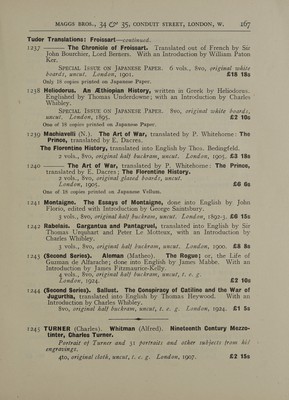 MAGGS BROS., 34 & 35, CONDUIT STREET, LONDON, W. 167
Tudor Translations: Froissart—continued.
1237 ——— The Chronicle of Froissart. Translated out of French by Sir
John Bourchier, Lord Berners. With an Introduction by William Paton
Ker.
SPECIAL ISSUE ON JAPANESE PAPER. 6 vols., 8vo, original white
boards, uncut. London, 1901. £18 18s
Only 16 copies printed on Japanese Paper.
1238 Heliodorus. An Æthiopian History, written in Greek by Heliodorus.
Englished by Thomas Underdowne; with an Introduction by Charles
Whibley.
SPECIAL ISSUE ON JAPANESE PAPER. 8vo, original white boards,
uncut. London, 1895. £2 10s
One of 16 copies printed on Japanese Paper.
1239 Machiavelli (N.). The Art of War, translated by P. Whitehorne: The
Prince, translated by E. Dacres.
The Florentine History, translated into English by Thos. Bedingfeld.
2 vols., 8vo, original half buckram, uncut. London, 1905. £3 18s
1240 ——— The Art of War, translated by P. Whitehorne: The Prince,
translated by E. Dacres; The Florentine History.
2 vols., 8vo, original glazed boards, uncut.
London, 1905. £6 6s
One of 16 copies printed on Japanese Vellum.
1241 Montaigne. The Essays of Montaigne, done into English by John
Florio, edited with Introduction by George Saintsbury.
3 vols., 8vo, original half buckram, uncut. London, 1892-3. £6 15s
1242 Rabelais. Gargantua and Pantagruel, translated into English by Sir
Thomas Urquhart and Peter Le Motteux, with an Introduction by
Charles Whibley.
3 vols., 8vo, original half buckram, uncut. London, 1900. £8 8s
1243 (Second Series). Aleman (Matheo). The Rogue; or, the Life of
Guzman de Alfarache; done into English by James Mabbe. With an
Introduction by James Fitzmaurice-Kelly.
4 vols., 8vo, original half buckram, uncut, t. e. g.
London, 1924. £2 10s
1244 (Second Series). Sallust. The Conspiracy of Catiline and the War of
Jugurtha, translated into English by Thomas Heywood. With an
Introduction by Charles Whibley.
8vo, original half buckram, uncut, t. e. g. London, 1924. £1 5s
1245 TURNER (Charles). Whitman (Alfred). Nineteenth Century Mezzo-
tinter, Charles Turner.
Portrait of Turner and 31 portraits and other subjects from his
engravings.
4to, original cloth, uncut, t. e. g. London, 1907. £2 15s